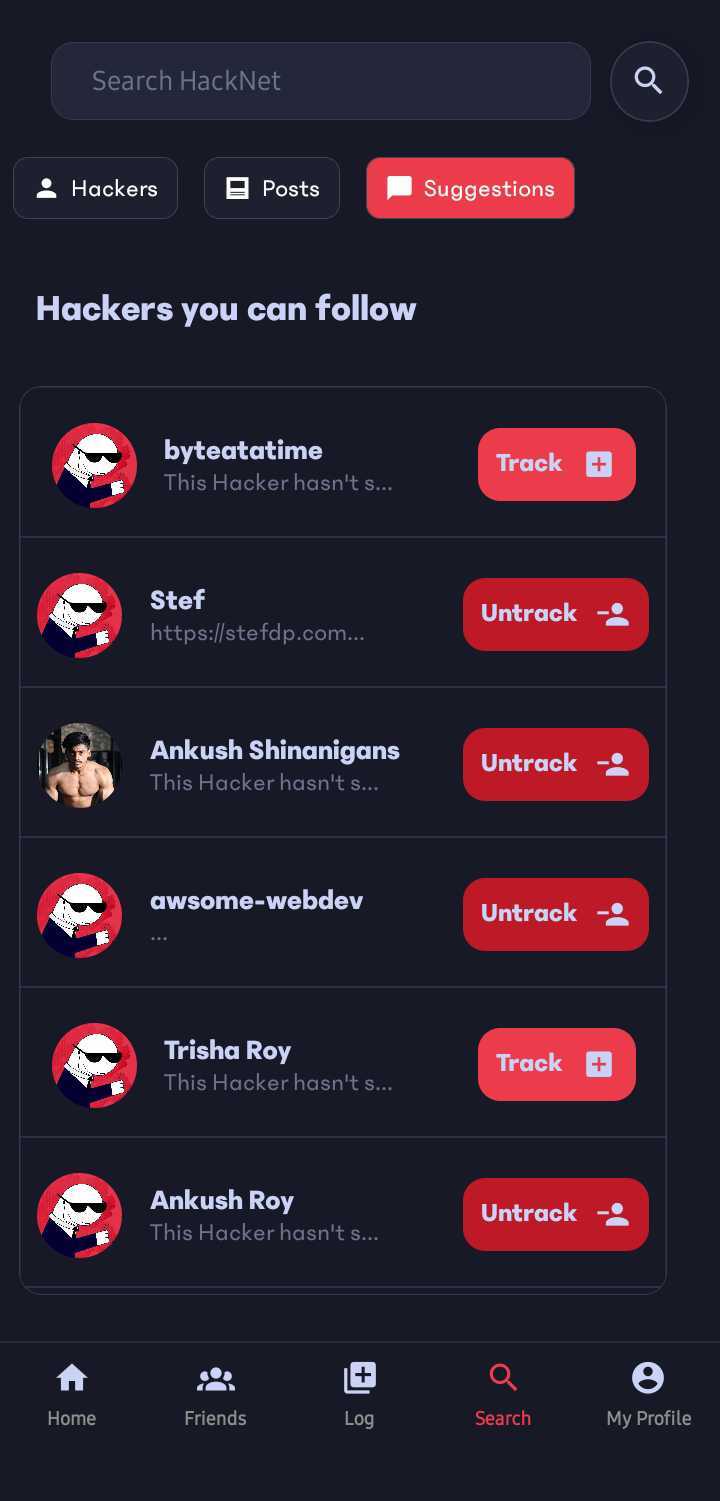 Search HackNet
Hackers
Posts
Suggestions
Hackers you can follow
byteatatime
This Hacker hasn't s...
Track
Stef
https://stefdp.com...
Untrack
Ankush Shinanigans
This Hacker hasn't s...
Untrack
awsome-webdev
...
Untrack
Trisha Roy
This Hacker hasn't s...
Track
Ankush Roy
This Hacker hasn't s...
Untrack
Home
Friends
Log
Search
My Profile